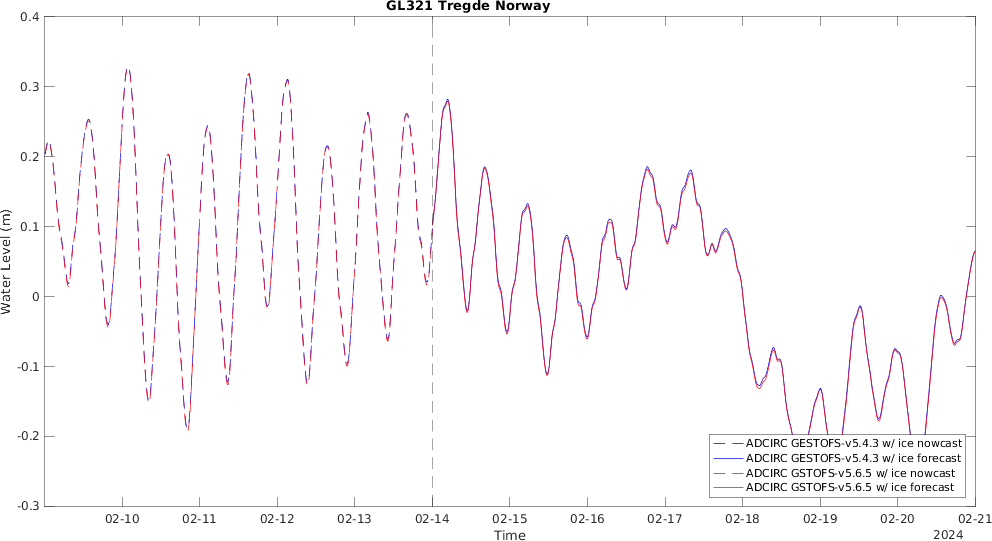 GL321 Tregde Norway
0.4
0.3
0.2
0.1
0
-0.1
-0.2
-0.3
Water Level (m)
ADCIRC GESTOFS-v5.4.3 w/ ice nowcast
ADCIRC GESTOFS-v5.4.3 w/ ice forecast
ADCIRC GSTOFS-v5.6.5 w/ ice nowcast
ADCIRC GSTOFS-v5.6.5 w/ ice forecast
02-10 02-11 02-12 02-13 02-14 02-15 02-16 02-17 02-18 02-19 02-20 02-21
Time 2024